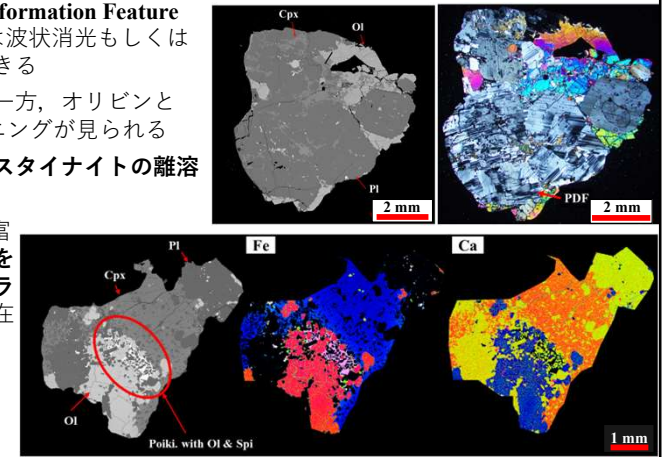 formation Feature
は波状消光もしくは
きる
一方，オリビンと
ニングが見られる
スタイナイトの離溶
富
を
ラ
在
Cpx
Ol
Pl
2 mm
PDF
2 mm
Pl
Cpx
Ol
Poiki. with Ol & Spi
Fe
Ca
1 mm